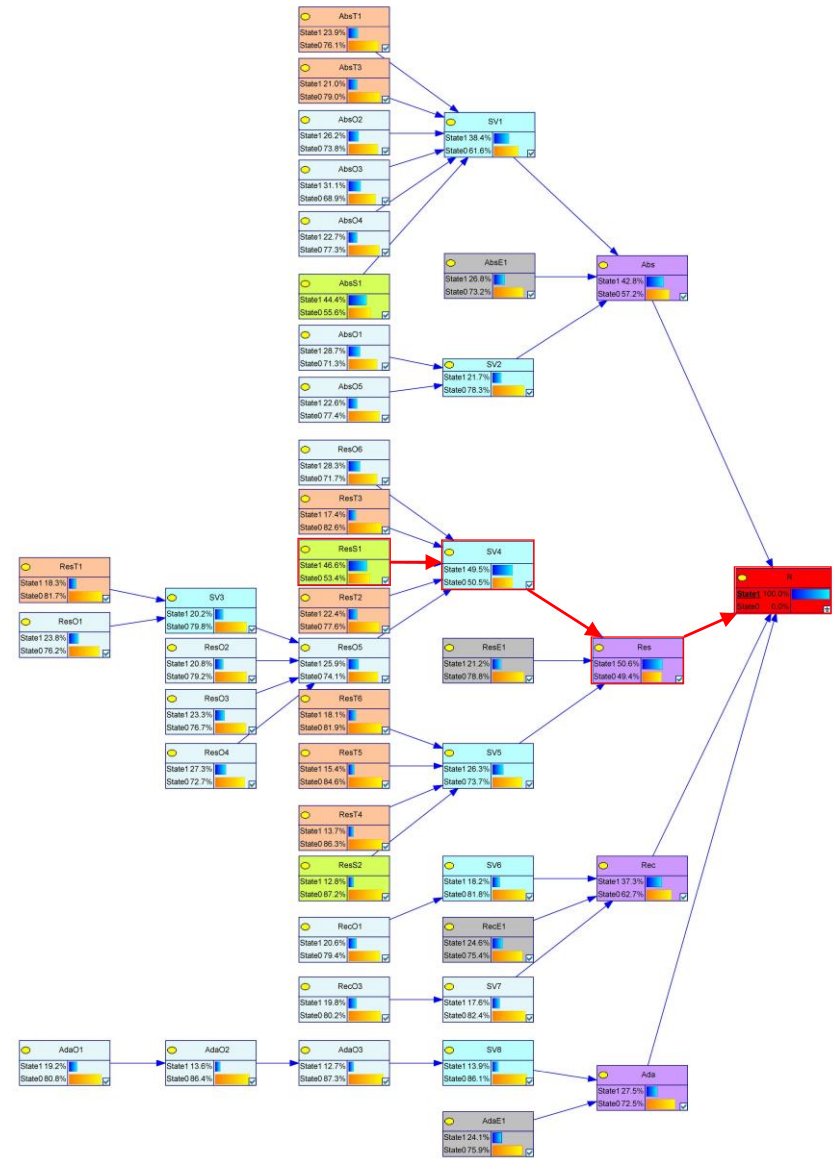 AbsT1
State1 23.9%
State0 76.1%
AbsT3
State1 21.0%
State0 79.0%
AbsO2
State1 26.2%
State0 73.8%
SV1
State1 38.4%
State0 61.6%
AbsO3
State1 31.1%
State0 68.9%
AbsO4
State1 22.7%
State0 77.3%
AbsE1
State1 26.8%
State0 73.2%
Abs
State1 42.8%
State0 57.2%
AbsS1
State1 44.4%
State0 55.6%
AbsO1
State1 28.7%
State0 71.3%
SV2
State1 21.7%
State0 78.3%
AbsO5
State1 22.6%
State0 77.4%
ResO6
State1 28.3%
State0 71.7%
ResT3
State1 17.4%
State0 82.6%
ResS1
State1 46.6%
State0 53.4%
SV4
State1 49.5%
State0 50.5%
ResT1
State1 18.3%
State0 81.7%
R
State1 100.0%
State0 0.0%
SV3
State1 20.2%
State0 79.8%
ResT2
State1 22.4%
State0 77.6%
ResO1
State1 23.8%
State0 76.2%
ResO2
State1 20.8%
State0 79.2%
ResO5
State1 25.9%
State0 74.1%
ResE1
State1 21.2%
State0 78.8%
Res
State1 50.6%
State0 49.4%
ResO3
State1 23.3%
State0 76.7%
ResT6
State1 18.1%
State0 81.9%
ResO4
State1 27.3%
State0 72.7%
ResT5
State1 15.4%
State0 84.6%
SV5
State1 26.3%
State0 73.7%
ResT4
State1 13.7%
State0 86.3%
ResS2
State1 12.8%
State0 87.2%
SV6
State1 18.2%
State0 81.8%
Rec
State1 37.3%
State0 62.7%
RecO1
State1 20.6%
State0 79.4%
RecE1
State1 24.6%
State0 75.4%
RecO3
State1 19.8%
State0 80.2%
SV7
State1 17.6%
State0 82.4%
AdaO1
State1 19.2%
State0 80.8%
AdaO2
State1 13.6%
State0 86.4%
AdaO3
State1 12.7%
State0 87.3%
SV8
State1 13.9%
State0 86.1%
Ada
State1 27.5%
State0 72.5%
AdaE1
State1 24.1%
State0 75.9%